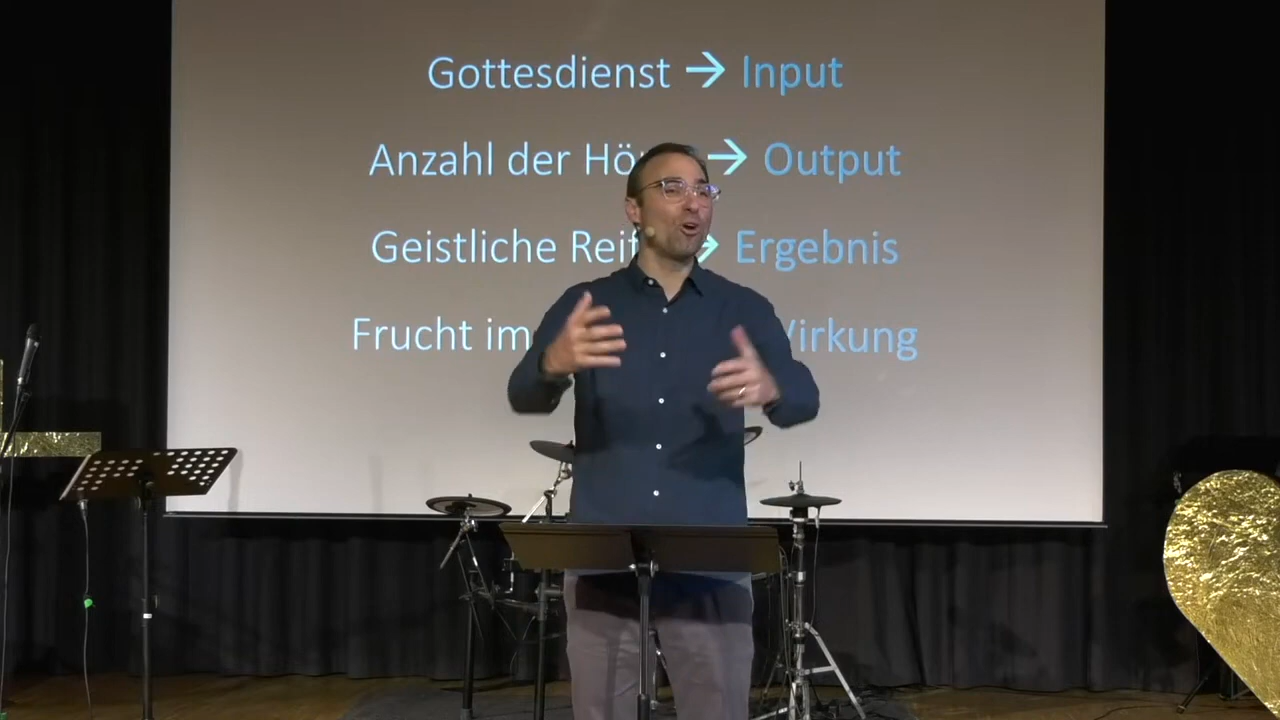 Gottesdienst → Input
Anzahl der → Output
Geistliche → Ergebnis
Frucht im